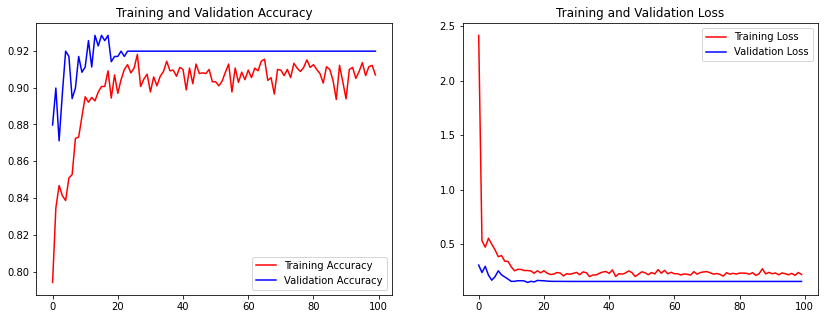 Training and Validation Accuracy
0.92
0.90
0.88
0.86
0.84
0.82
0.80
0 20 40 60 80 100
Training Accuracy
Validation Accuracy
Training and Validation Loss
2.5
2.0
1.5
1.0
0.5
0 20 40 60 80 100
Training Loss
Validation Loss